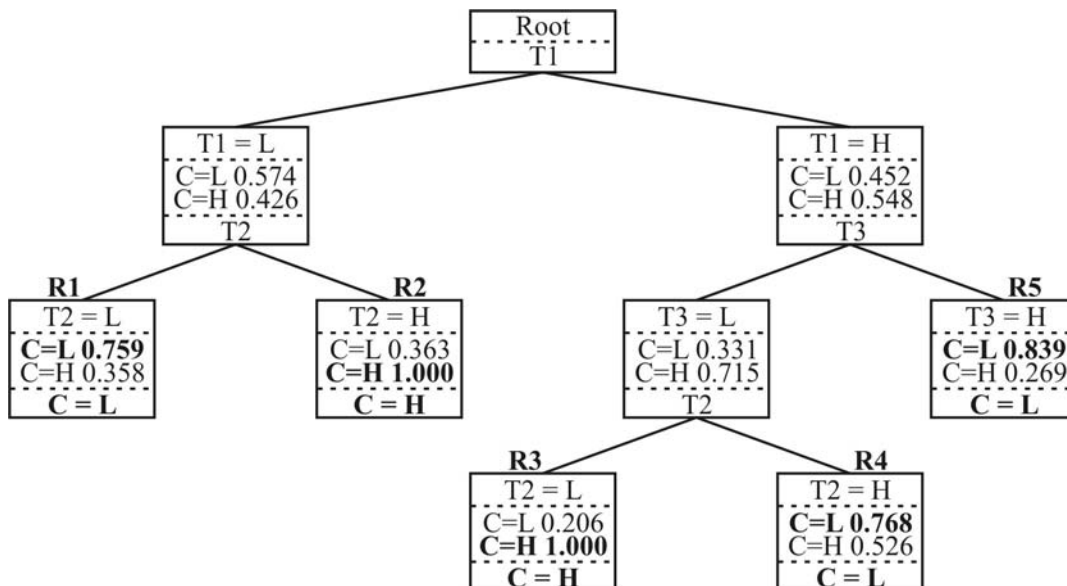 Root
T1
T1 = L
C=L 0.574
C=H 0.426
T2
T1 = H
C=L 0.452
C=H 0.548
T3
R1
T2 = L
C=L 0.759
C=H 0.358
C = L
R2
T2 = H
C=L 0.363
C=H 1.000
C = H
T3 = L
C=L 0.331
C=H 0.715
T2
R5
T3 = H
C=L 0.839
C=H 0.269
C = L
R3
T2 = L
C=L 0.206
C=H 1.000
C = H
R4
T2 = H
C=L 0.768
C=H 0.526
C = L